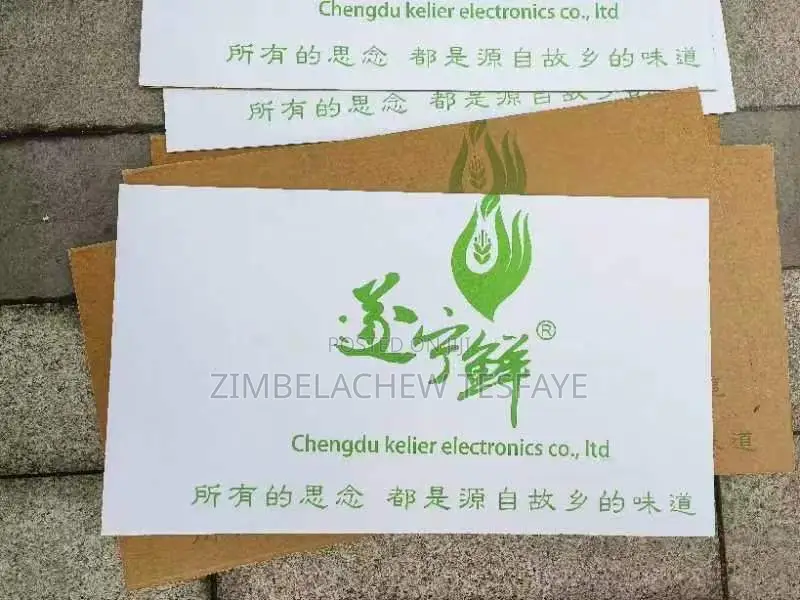 Chengdu kelier electronics co., ltd
所有的思念 都是源自故乡的味道
所有的思念 都是源自故乡的
遂宁鲜®
POSTED ON JIJI
ZIMBELACHEW TESFAYE
Chengdu kelier electronics co., ltd
所有的思念 都是源自故乡的味道
味道